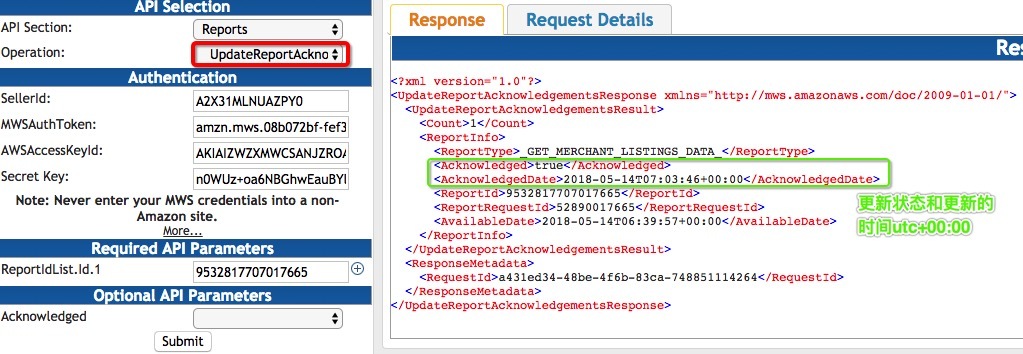 API Selection
API Section:
Reports
Operation:
UpdateReportAckno
Authentication
SellerId:
A2X31MLNUAZPY0
MWSAuthToken:
amzn.mws.08b072bf-fef3
AWSAccessKeyId:
AKIAIZWZXMWCSANJZROA
Secret Key:
n0WUz+oa6NBGhwEauBYI
Note: Never enter your MWS credentials into a non-
Amazon site.
More...
Required API Parameters
ReportIdList.Id.1
9532817707017665
Optional API Parameters
Acknowledged
Submit
Response
Request Details
Res
<?xml version="1.0"?>
<UpdateReportAcknowledgementsResponse xmlns="http://mws.amazonaws.com/doc/2009-01-01/">
<UpdateReportAcknowledgementsResult>
<Count>1</Count>
<ReportInfo>
<ReportType>_GET_MERCHANT_LISTINGS_DATA_</ReportType>
<Acknowledged>true</Acknowledged>
<AcknowledgedDate>2018-05-14T07:03:46+00:00</AcknowledgedDate>
<ReportId>9532817707017665</ReportId>
<ReportRequestId>52890017665</ReportRequestId>
<AvailableDate>2018-05-14T06:39:57+00:00</AvailableDate>
</ReportInfo>
</UpdateReportAcknowledgementsResult>
<ResponseMetadata>
<RequestId>a431ed34-48be-4f6b-83ca-748851114264</RequestId>
</ResponseMetadata>
</UpdateReportAcknowledgementsResponse>
更新状态和更新的
时间utc+00:00